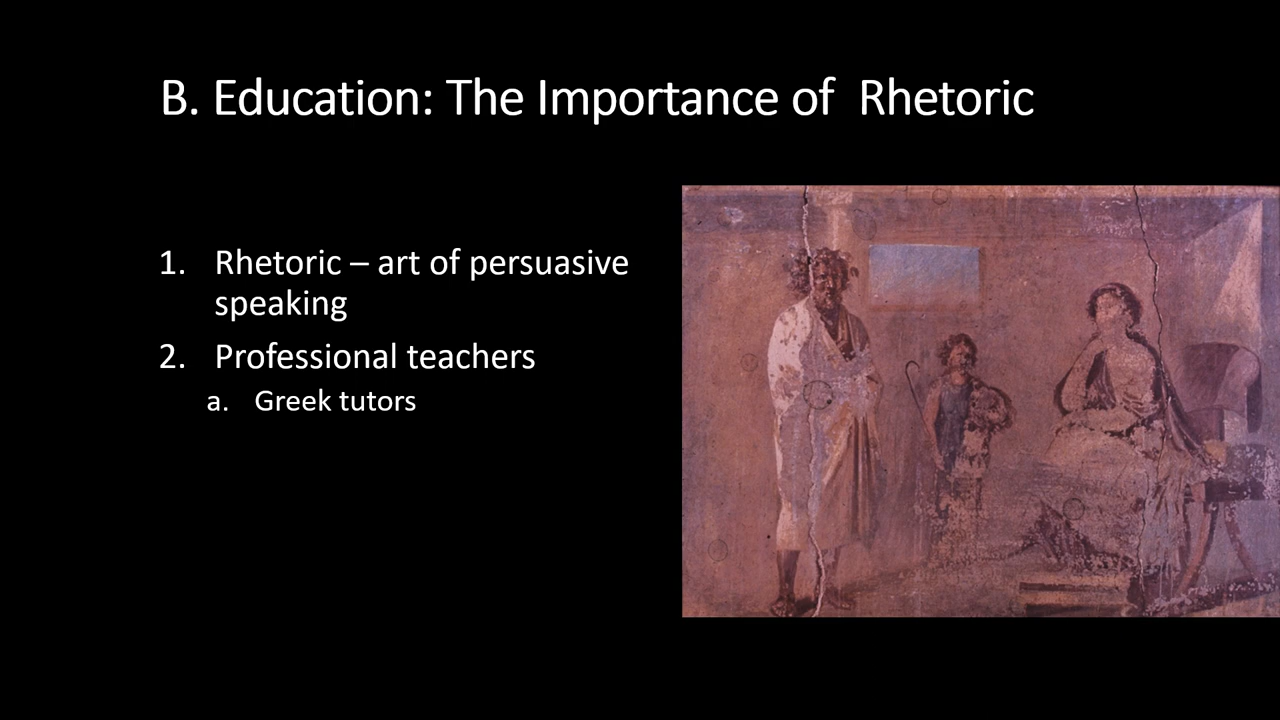 B. Education: The Importance of  Rhetoric
1. Rhetoric – art of persuasive
speaking
2. Professional teachers
a. Greek tutors